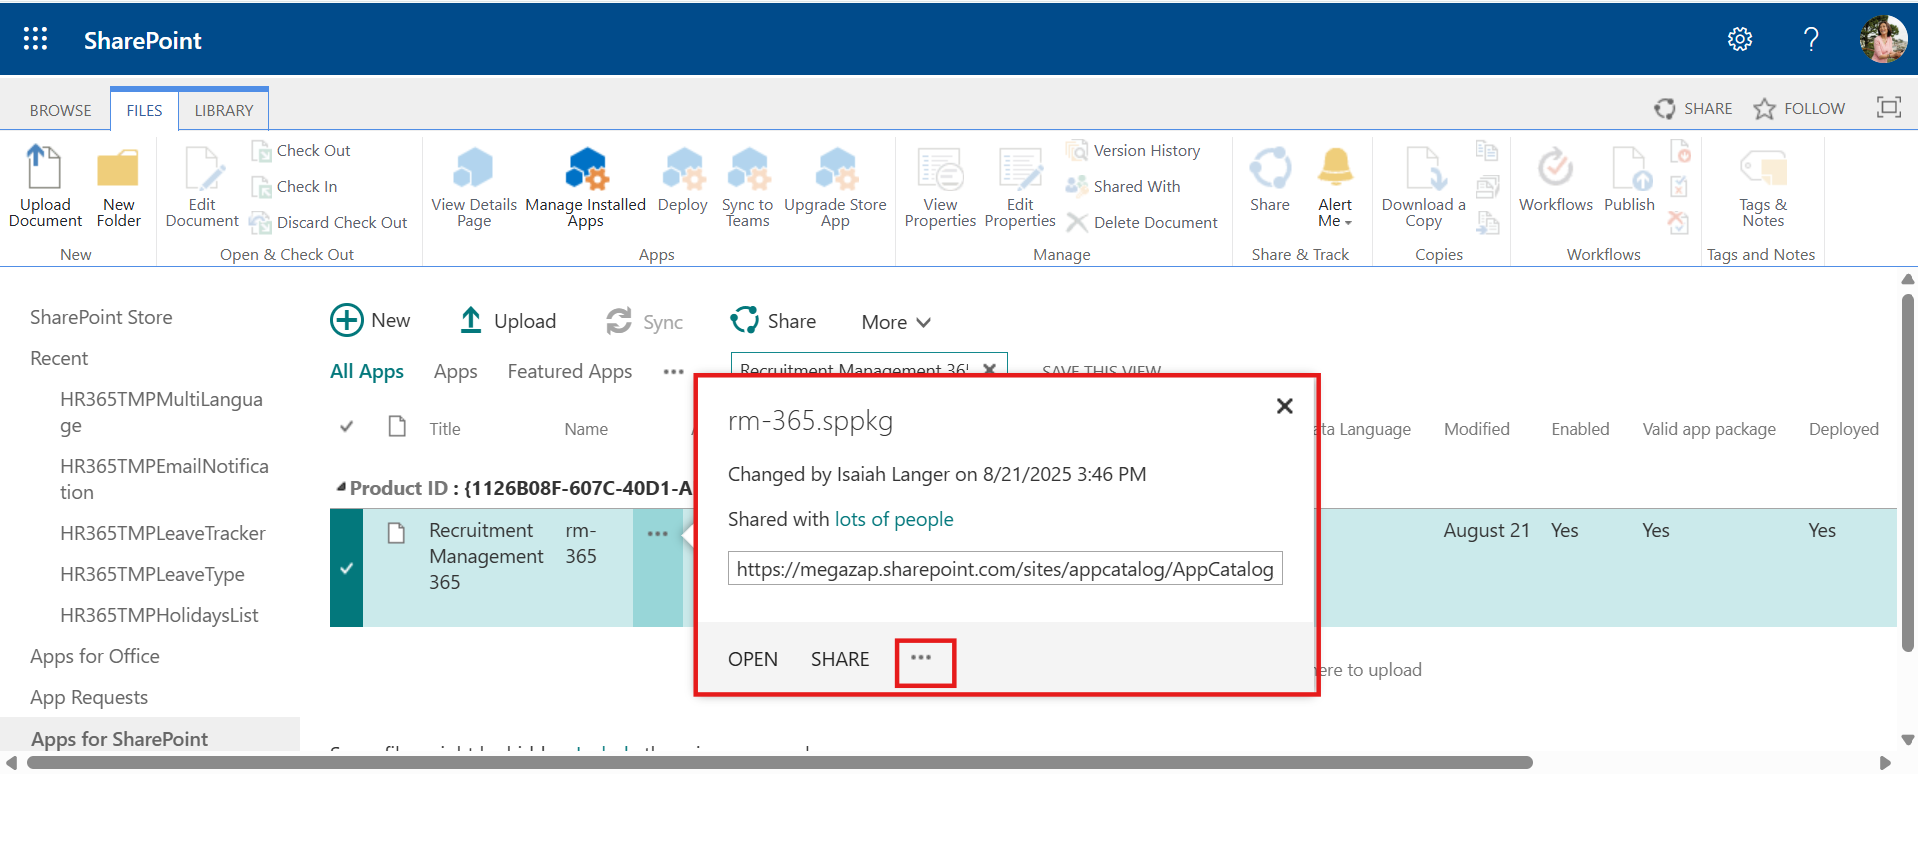 SharePoint
BROWSE FILES LIBRARY
SHARE FOLLOW
Upload Document
New Folder
New
Edit Document
Check Out
Check In
Discard Check Out
Open & Check Out
View Details Page
Manage Installed Apps
Deploy
Sync to Teams
Upgrade Store App
Apps
View Properties
Edit Properties
Version History
Shared With
Delete Document
Manage
Share
Alert Me
Share & Track
Download a Copy
Copies
Workflows
Publish
Workflows
Tags & Notes
Tags and Notes
SharePoint Store
Recent
HR365TMPMultiLangua
ge
HR365TMPEmailNotifica
tion
HR365TMPLeaveTracker
HR365TMPLeaveType
HR365TMPHolidaysList
Apps for Office
App Requests
Apps for SharePoint
New Upload Sync Share More
All Apps Apps Featured Apps ... Recruitment Management 365 SAVE THIS VIEW
Title Name Language Modified Enabled Valid app package Deployed
Product ID : {1126B08F-607C-40D1-A
Recruitment
Management
365
rm-
365
...
August 21 Yes Yes Yes
rm-365.sppkg
Changed by Isaiah Langer on 8/21/2025 3:46 PM
Shared with lots of people
https://megazap.sharepoint.com/sites/appcatalog/AppCatalog
OPEN SHARE ...
to upload